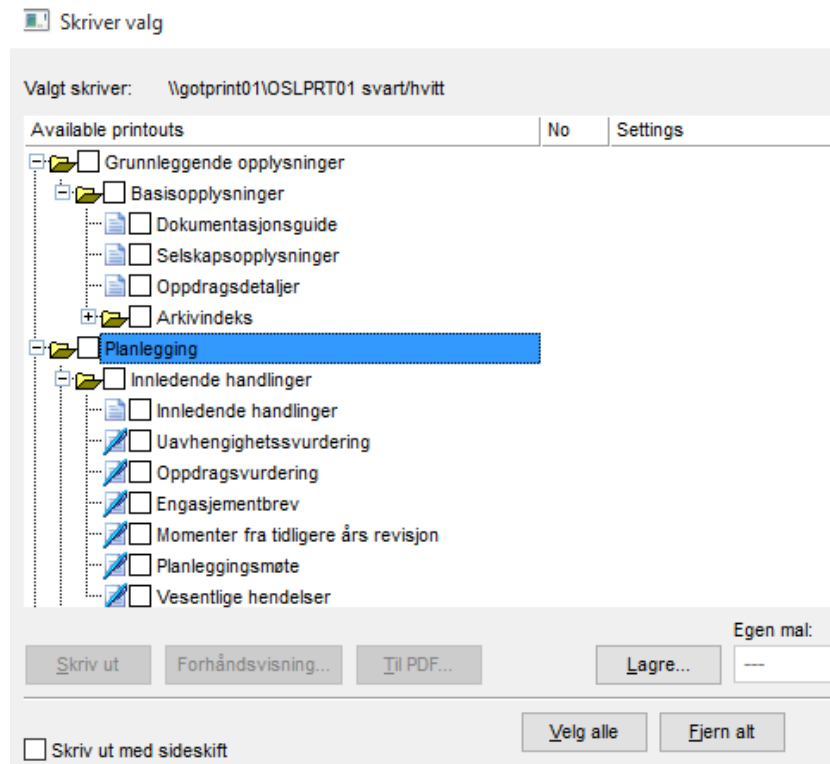 Skriver valg
Valgt skriver: \\gotprint01\OSLPRT01 svart/hvitt
Available printouts No Settings
Grunnleggende opplysninger
Basisopplysninger
Dokumentasjonsguide
Selskapsopplysninger
Oppdragsdetaljer
Arkivindeks
Planlegging
Innledende handlinger
Innledende handlinger
Uavhengighetssvurdering
Oppdragsvurdering
Engasjementbrev
Momenter fra tidligere års revisjon
Planleggingsmøte
Vesentlige hendelser
Egen mal:
Skriv ut Forhåndsvisning... Til PDF... Lagre... ---
Velg alle Fjern alt
Skriv ut med sideskift